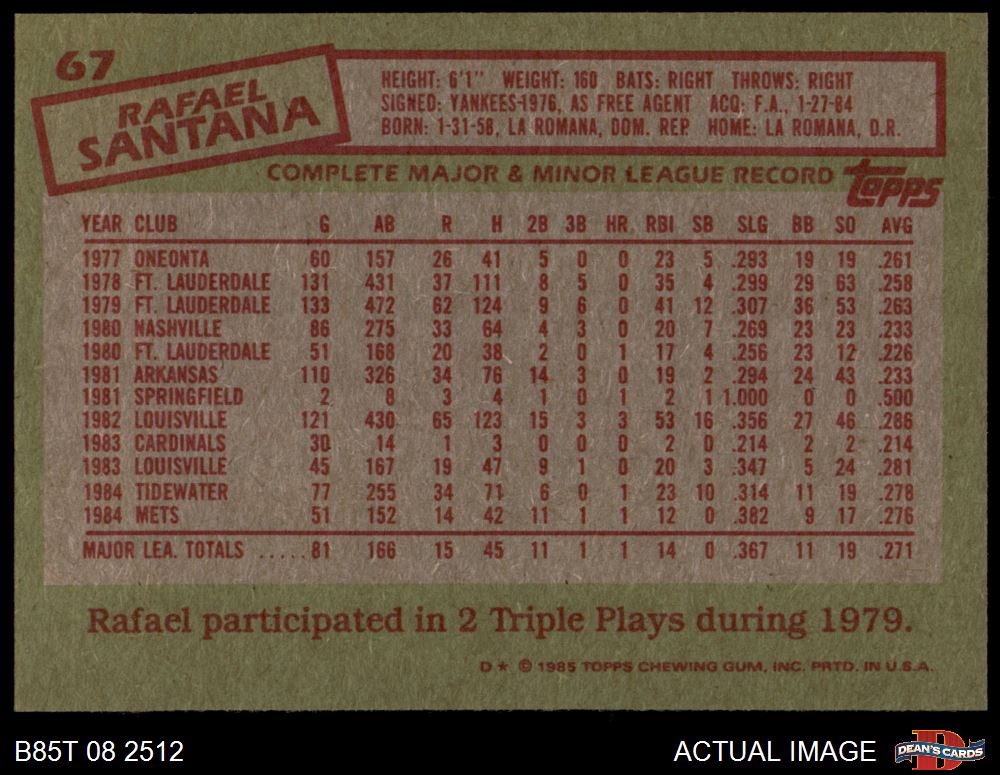 67
RAFAEL
SANTANA
HEIGHT: 6'1" WEIGHT: 160 BATS: RIGHT THROWS: RIGHT
SIGNED: YANKEES-1976, AS FREE AGENT ACQ: F.A., 1-27-84
BORN: 1-31-58, LA ROMANA, DOM. REP HOME: LA ROMANA, D.R.
COMPLETE MAJOR & MINOR LEAGUE RECORD topps
YEAR CLUB G AB R H 2B 3B HR RBI SB SLG BB SO AVG
1977 ONEONTA 60 157 26 41 5 0 0 23 5 .293 19 19 .261
1978 FT. LAUDERDALE 131 431 37 111 8 5 0 35 4 .299 29 63 .258
1979 FT. LAUDERDALE 133 472 62 124 9 6 0 41 12 .307 36 53 .263
1980 NASHVILLE 86 275 33 64 4 3 0 20 7 .269 23 23 .233
1980 FT. LAUDERDALE 51 168 20 38 2 0 1 17 4 .256 23 12 .226
1981 ARKANSAS 110 326 34 76 14 3 0 19 2 .294 24 43 .233
1981 SPRINGFIELD 2 8 3 4 1 0 1 2 1 1.000 0 0 .500
1982 LOUISVILLE 121 430 65 123 15 3 3 53 16 .356 27 46 .286
1983 CARDINALS 30 14 1 3 0 0 0 2 0 .214 2 2 .214
1983 LOUISVILLE 45 167 19 47 9 1 0 20 3 .347 5 24 .281
1984 TIDEWATER 77 255 34 71 6 0 1 23 10 .314 11 19 .278
1984 METS 51 152 14 42 11 1 1 12 0 .382 9 17 .276
MAJOR LEA. TOTALS ..... 81 166 15 45 11 1 1 14 0 .367 11 19 .271
Rafael participated in 2 Triple Plays during 1979.
D * © 1985 TOPPS CHEWING GUM, INC. PRTD. IN U.S.A.
B85T 08 2512 ACTUAL IMAGE DEAN'S CARDS